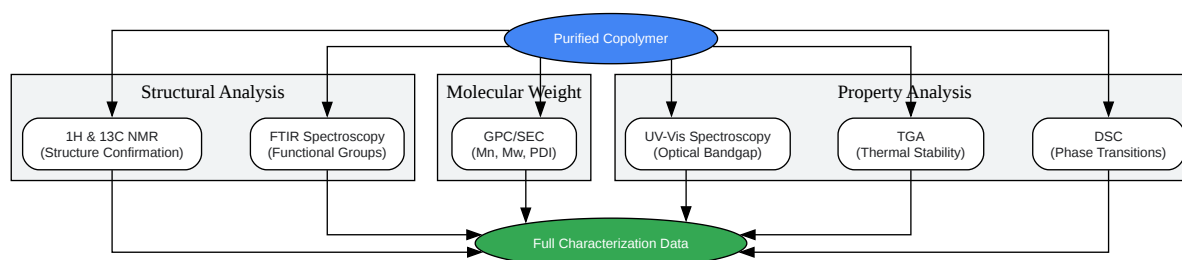 Purified Copolymer
Structural Analysis
Molecular Weight
Property Analysis
1H & 13C NMR
(Structure Confirmation)
FTIR Spectroscopy
(Functional Groups)
GPC/SEC
(Mn, Mw, PDI)
UV-Vis Spectroscopy
(Optical Bandgap)
TGA
(Thermal Stability)
DSC
(Phase Transitions)
Full Characterization Data